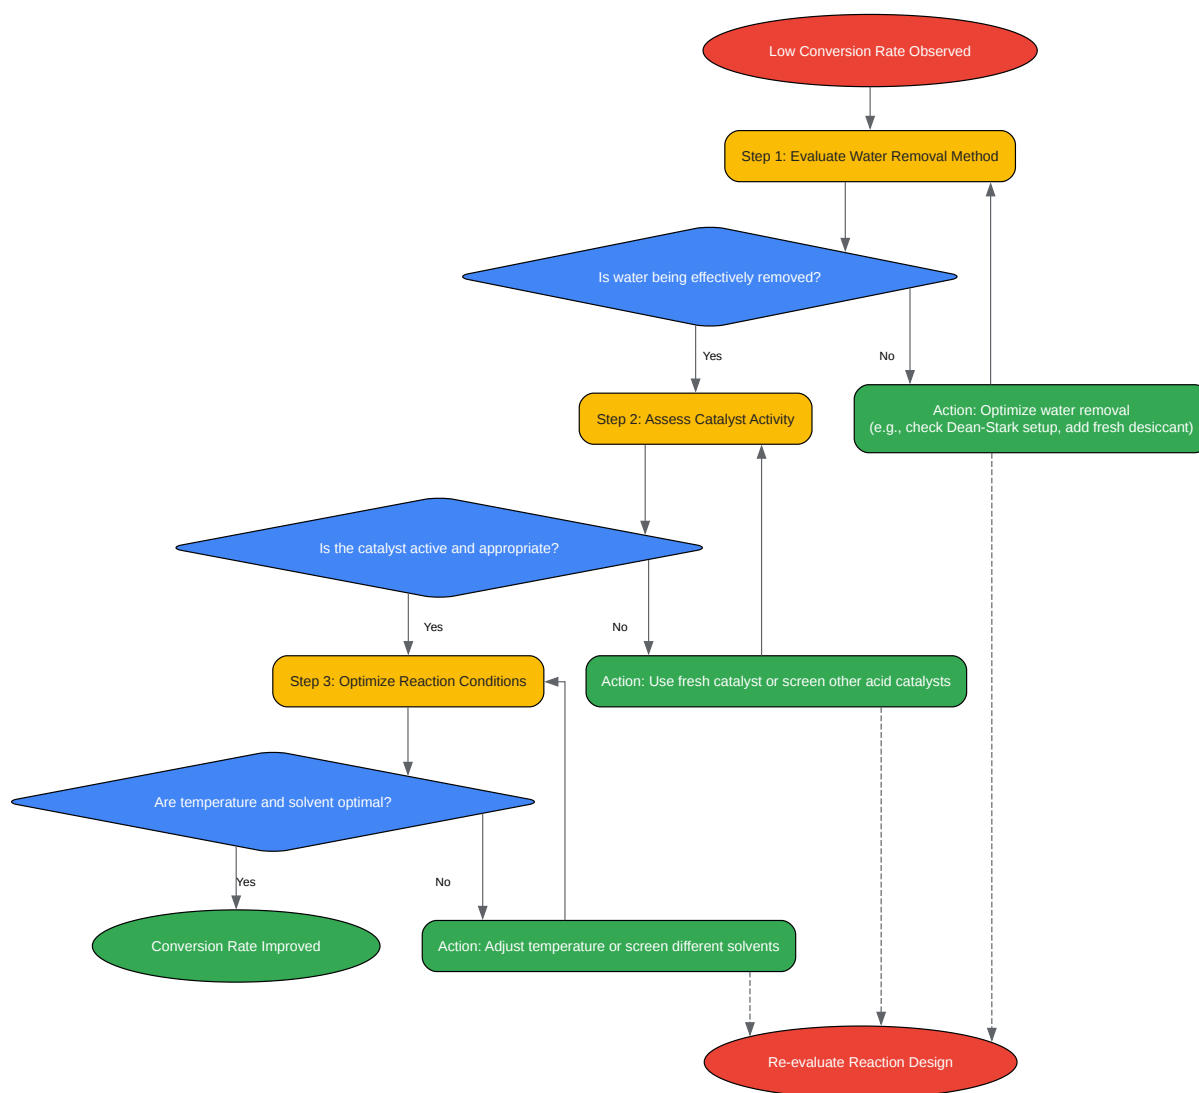 Low Conversion Rate Observed
Step 1: Evaluate Water Removal Method
Is water being effectively removed?
Yes
No
Action: Optimize water removal
(e.g., check Dean-Stark setup, add fresh desiccant)
Step 2: Assess Catalyst Activity
Is the catalyst active and appropriate?
Yes
No
Step 3: Optimize Reaction Conditions
Action: Use fresh catalyst or screen other acid catalysts
Are temperature and solvent optimal?
Yes
No
Conversion Rate Improved
Action: Adjust temperature or screen different solvents
Re-evaluate Reaction Design